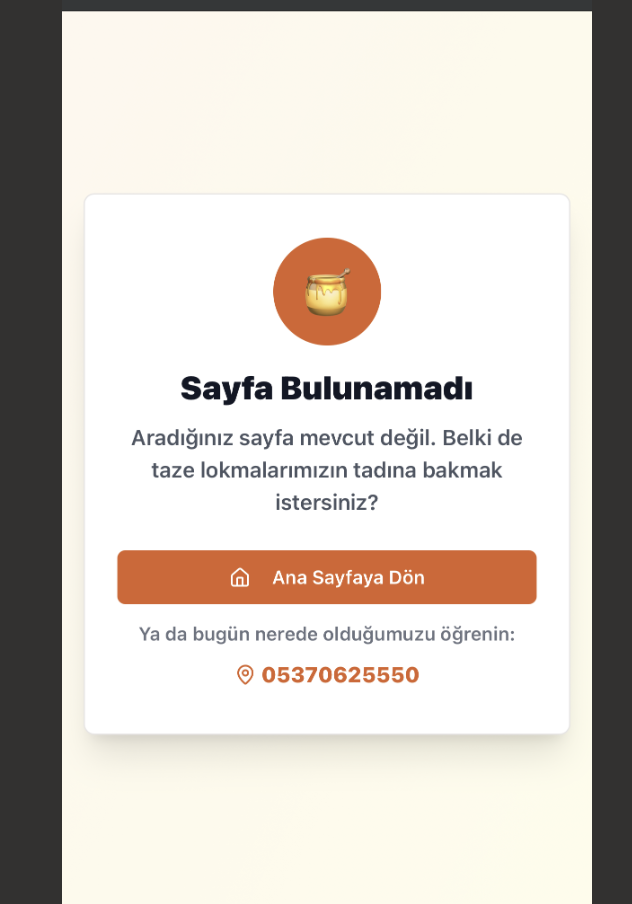 Sayfa Bulunamadı
Aradığınız sayfa mevcut değil. Belki de
taze lokmalarımızın tadına bakmak
istersiniz?
Ana Sayfaya Dön
Ya da bugün nerede olduğumuzu öğrenin:
05370625550